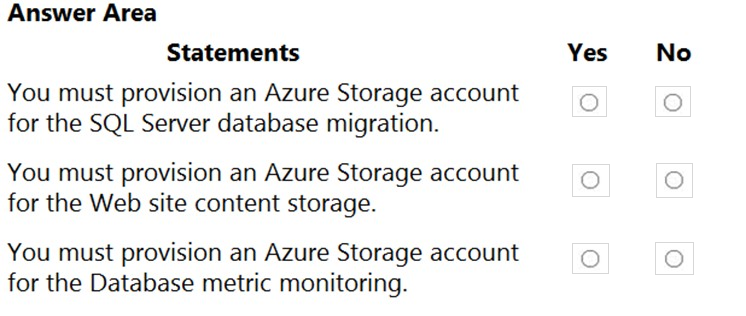 Answer Area
Statements Yes No
You must provision an Azure Storage account
for the SQL Server database migration.
You must provision an Azure Storage account
for the Web site content storage.
You must provision an Azure Storage account
for the Database metric monitoring.